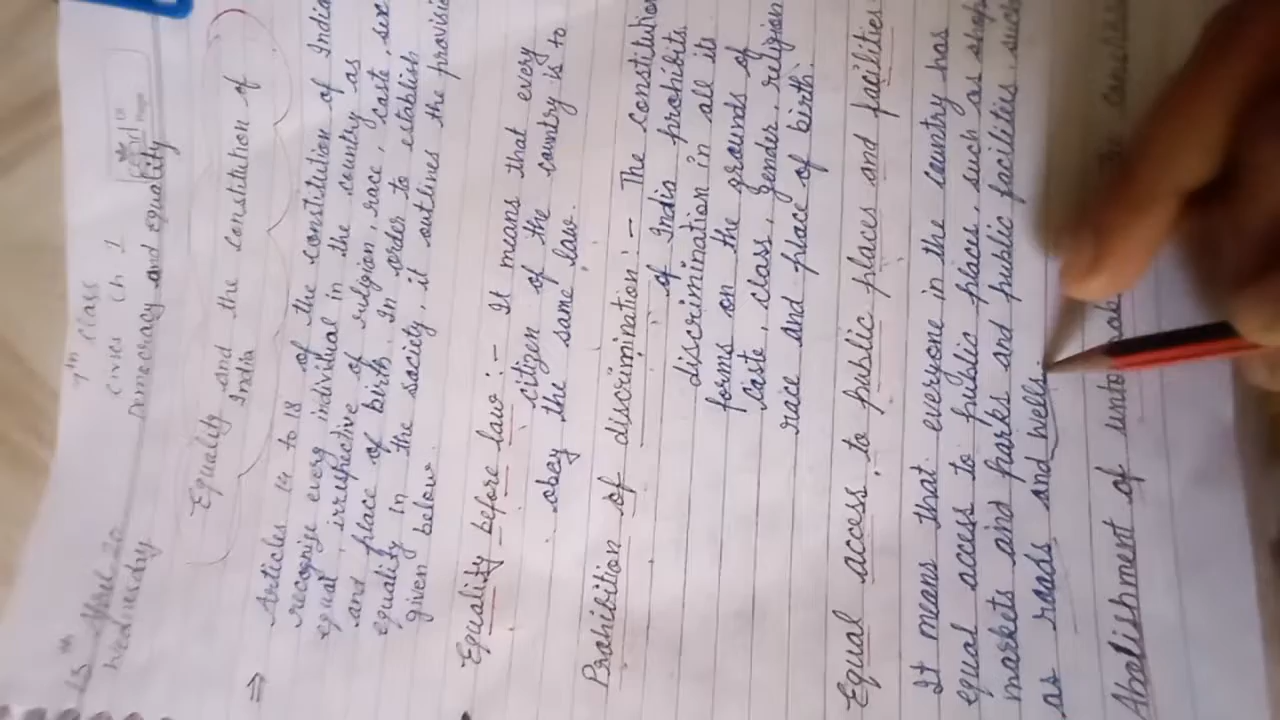 15th April 20
Wednesday
7th class
Civics Ch 1
Democracy and equality
Equality and the constitution of
India
⇒ Articles 14 to 18 of the constitution of India
recognize every individual in the country as
equal, irrespective of religion, race, caste, sex
and place of birth. In order to establish
equality in the society, it outlines the provisi
given below.
Equality before law :- It means that every
citizen of the country is to
obey the same law.
Prohibition of discrimination :- The constitution
of India prohibits
discrimination in all its
forms on the grounds of
caste, class, gender, religion
race and place of birth.
Equal access to public places and facilities
It means that everyone in the country has
equal access to public places, such as shop
markets and parks and public facilities, such
as roads and wells.
Abolishment of